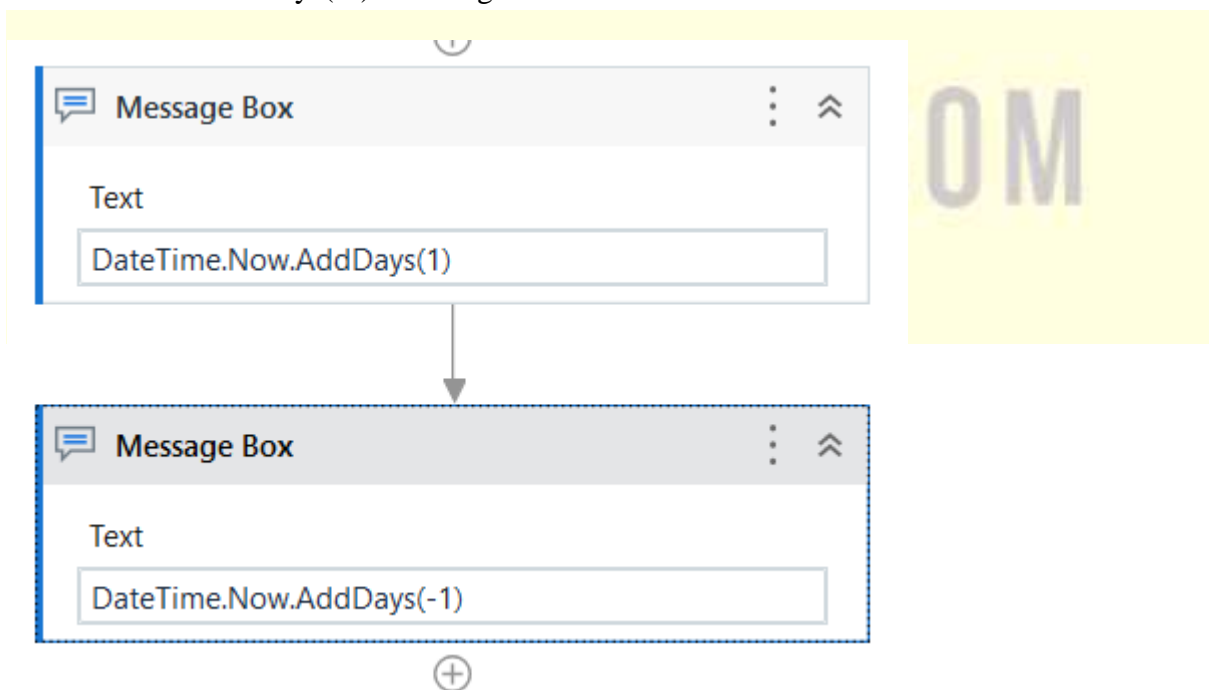 Message Box
OM
Text
DateTime.Now.AddDays(1)
Message Box
Text
DateTime.Now.AddDays(-1)